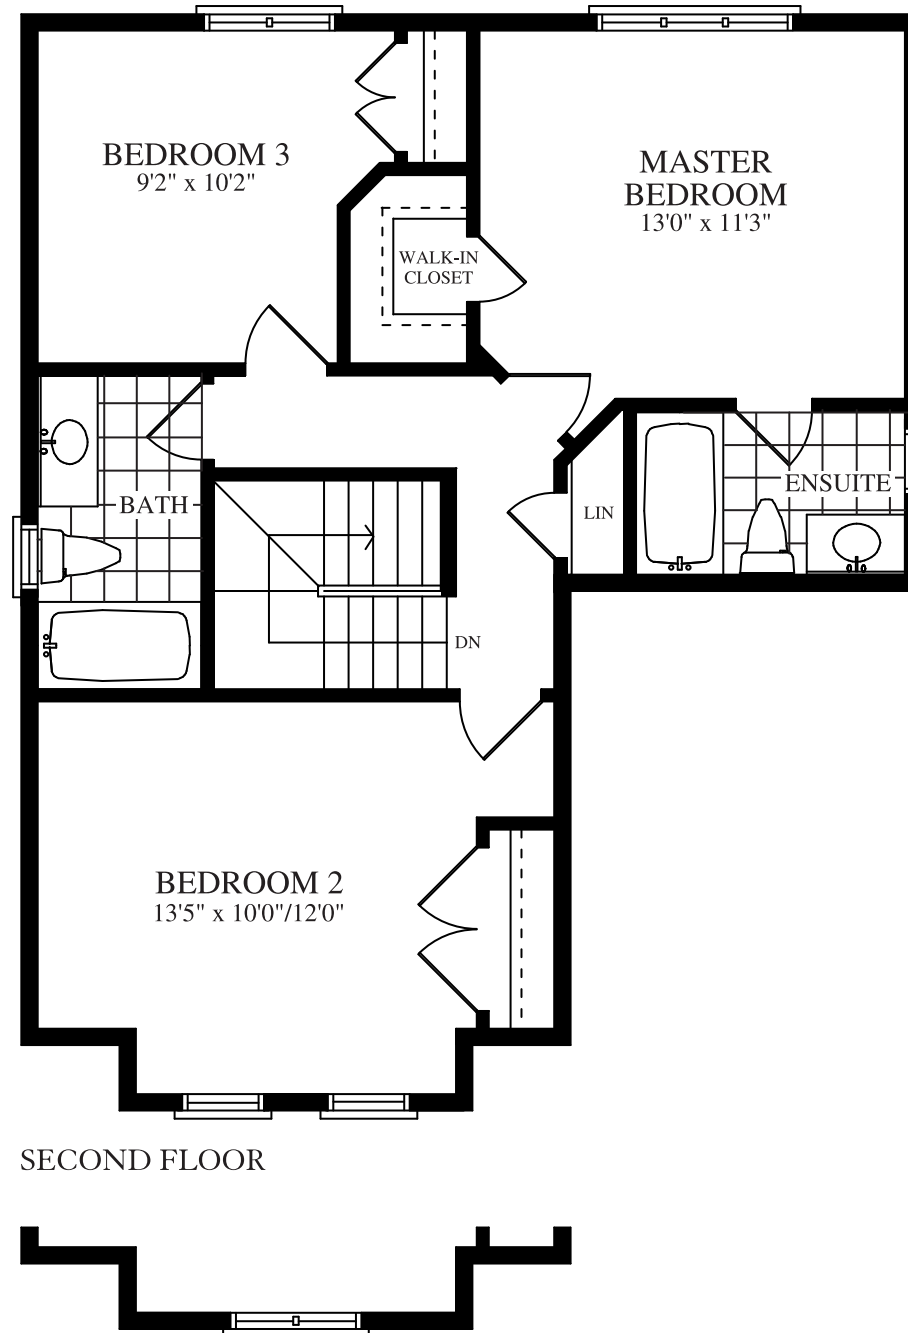 BEDROOM 3
9'2" x 10'2"
MASTER
BEDROOM
13'0" x 11'3"
WALK-IN
CLOSET
ENSUITE
BATH
LIN
DN
BEDROOM 2
13'5" x 10'0"/12'0"
SECOND FLOOR